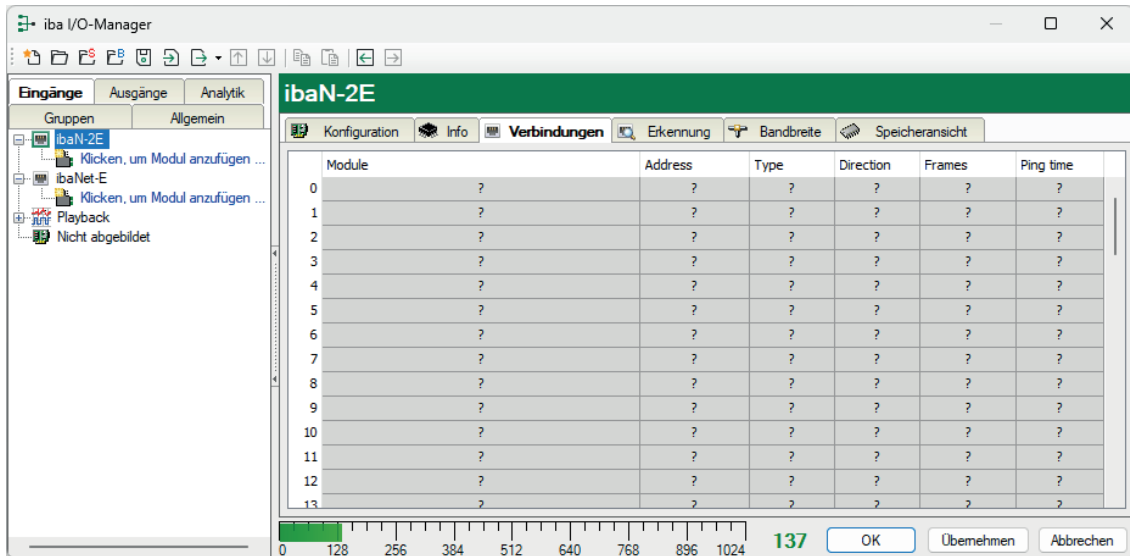 iba I/O-Manager
Eingänge Ausgänge Analytik
Gruppen Allgemein
ibaN-2E
Klicken, um Modul anzufügen ...
ibaNet-E
Klicken, um Modul anzufügen ...
Playback
Nicht abgebildet
ibaN-2E
Konfiguration Info Verbindungen Erkennung Bandbreite Speicheransicht
Module Address Type Direction Frames Ping time
0 ? ? ? ? ? ?
1 ? ? ? ? ? ?
2 ? ? ? ? ? ?
3 ? ? ? ? ? ?
4 ? ? ? ? ? ?
5 ? ? ? ? ? ?
6 ? ? ? ? ? ?
7 ? ? ? ? ? ?
8 ? ? ? ? ? ?
9 ? ? ? ? ? ?
10 ? ? ? ? ? ?
11 ? ? ? ? ? ?
12 ? ? ? ? ? ?
13 ? ? ? ? ? ?
0 128 256 384 512 640 768 896 1024
137
OK Übernehmen Abbrechen